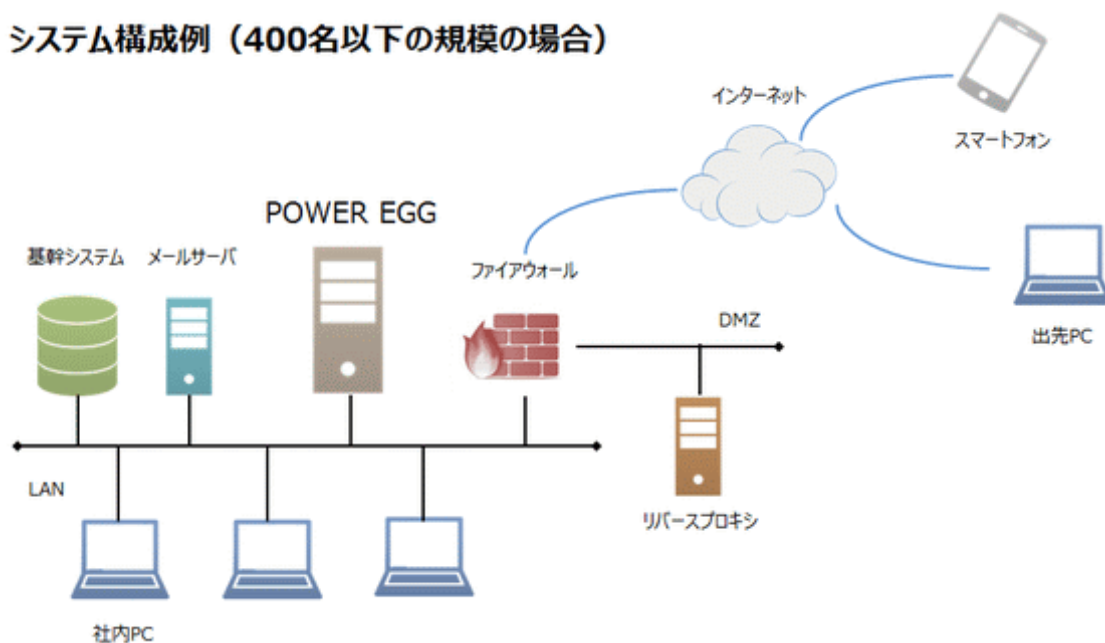 システム構成例（400名以下の規模の場合）
インターネット
スマートフォン
POWER EGG
基幹システム
メールサーバ
ファイアウォール
DMZ
出先PC
LAN
リバースプロキシ
社内PC